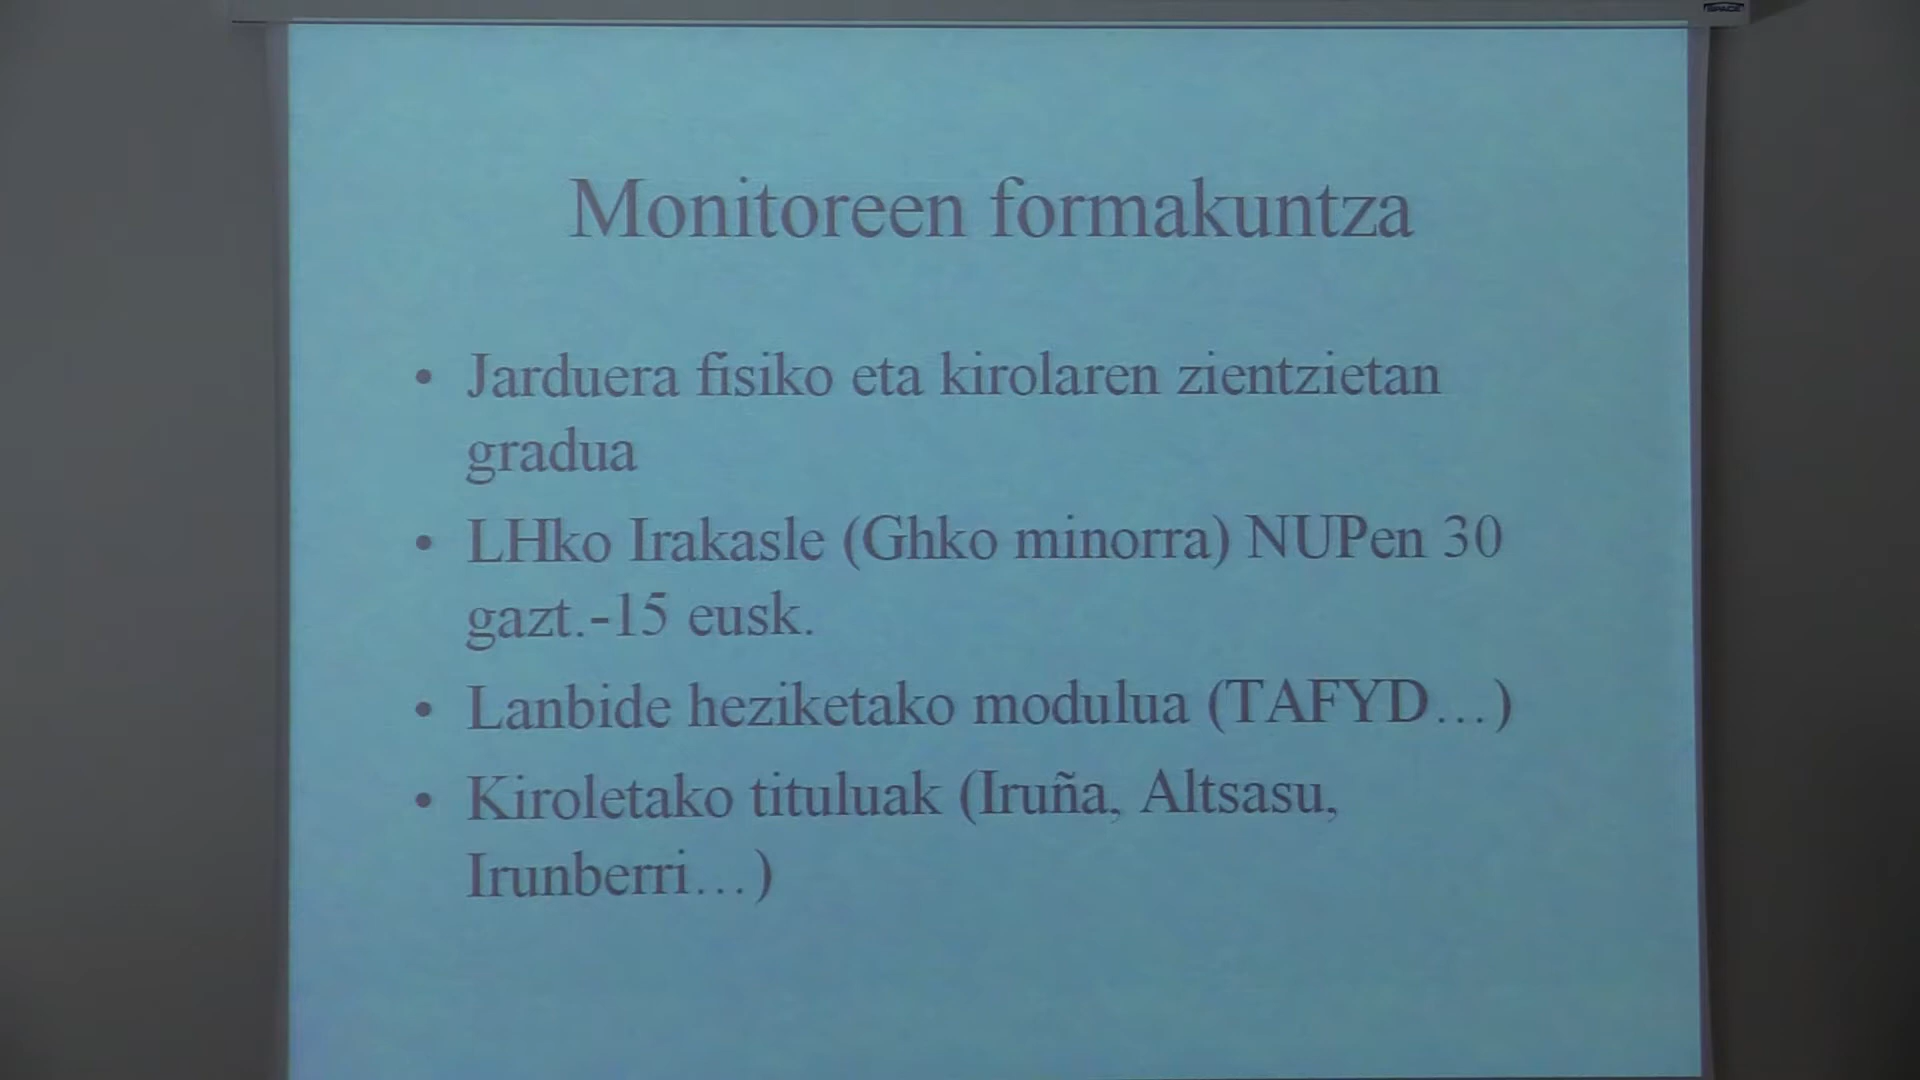 Monitoreen formakuntza
• Jarduera fisiko eta kirolaren zientzietan
gradua
• LHko Irakasle (Ghko minorra) NUPen 30
gazt.-15 eusk.
• Lanbide heziketako modulua (TAFYD…)
• Kiroletako tituluak (Iruña, Altsasu,
Irunberri…)